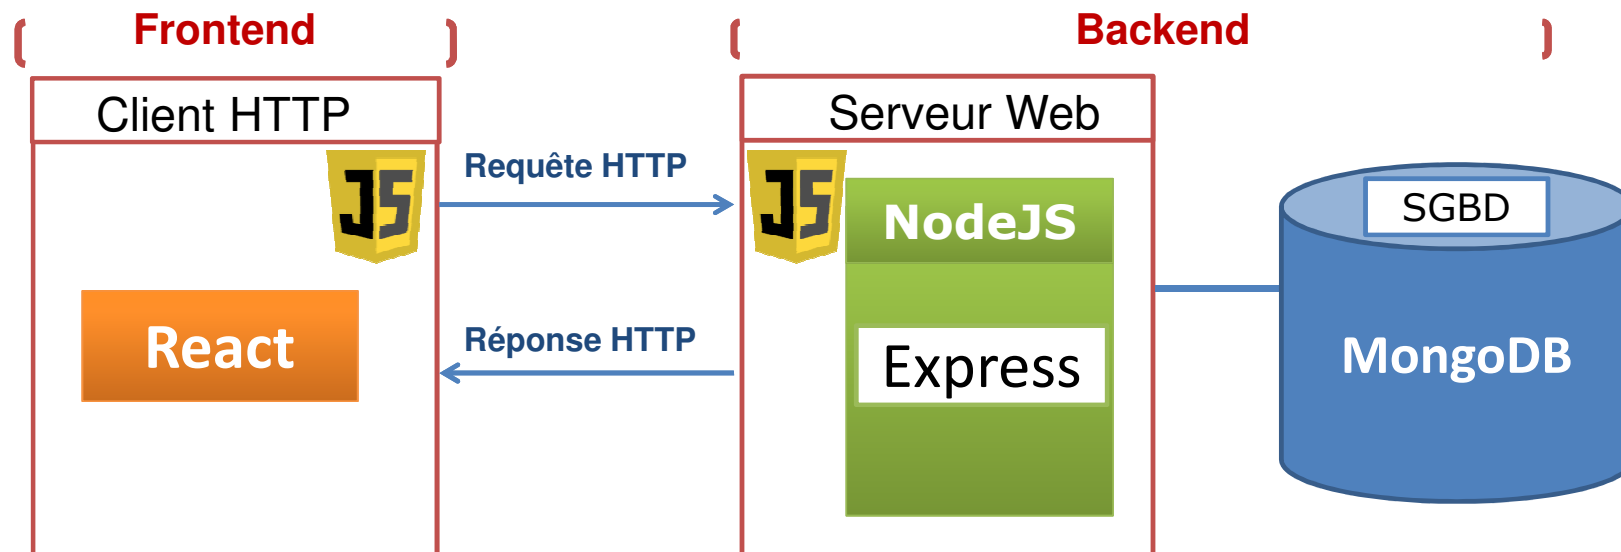 Frontend
Backend
Client HTTP
Serveur Web
JS
Requête HTTP
JS
NodeJS
SGBD
React
Réponse HTTP
Express
MongoDB